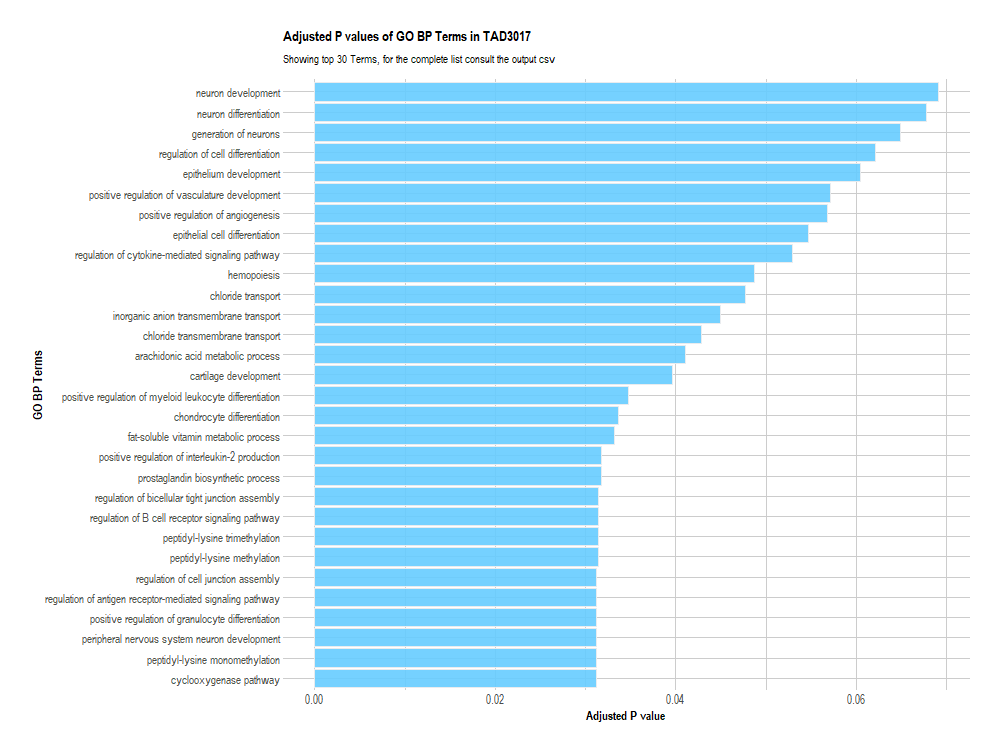 Adjusted P values of GO BP Terms in TAD3017
Showing top 30 Terms, for the complete list consult the output csv
neuron development
neuron differentiation
generation of neurons
regulation of cell differentiation
epithelium development
positive regulation of vasculature development
positive regulation of angiogenesis
epithelial cell differentiation
regulation of cytokine-mediated signaling pathway
hemopoiesis
chloride transport
inorganic anion transmembrane transport
chloride transmembrane transport
arachidonic acid metabolic process
cartilage development
positive regulation of myeloid leukocyte differentiation
chondrocyte differentiation
fat-soluble vitamin metabolic process
positive regulation of interleukin-2 production
prostaglandin biosynthetic process
regulation of bicellular tight junction assembly
regulation of B cell receptor signaling pathway
peptidyl-lysine trimethylation
peptidyl-lysine methylation
regulation of cell junction assembly
regulation of antigen receptor-mediated signaling pathway
positive regulation of granulocyte differentiation
peripheral nervous system neuron development
peptidyl-lysine monomethylation
cyclooxygenase pathway
GO BP Terms
0.00 0.02 0.04 0.06
Adjusted P value